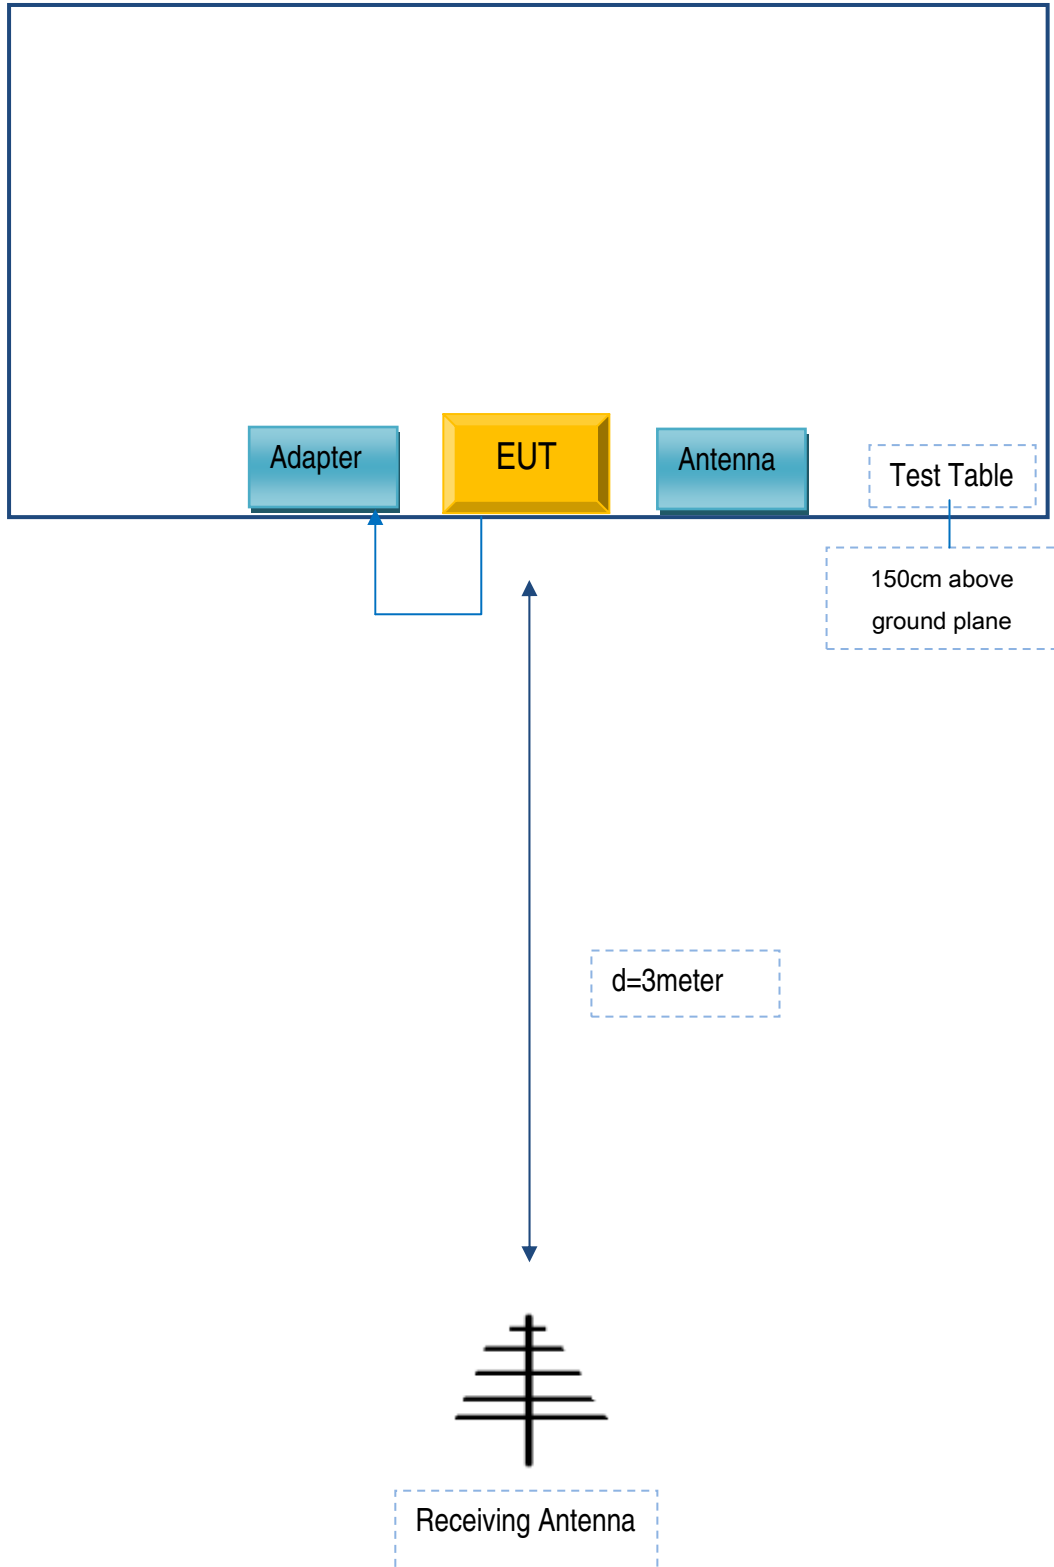 Adapter
EUT
Antenna
Test Table
150cm above
ground plane
d=3meter
Receiving Antenna